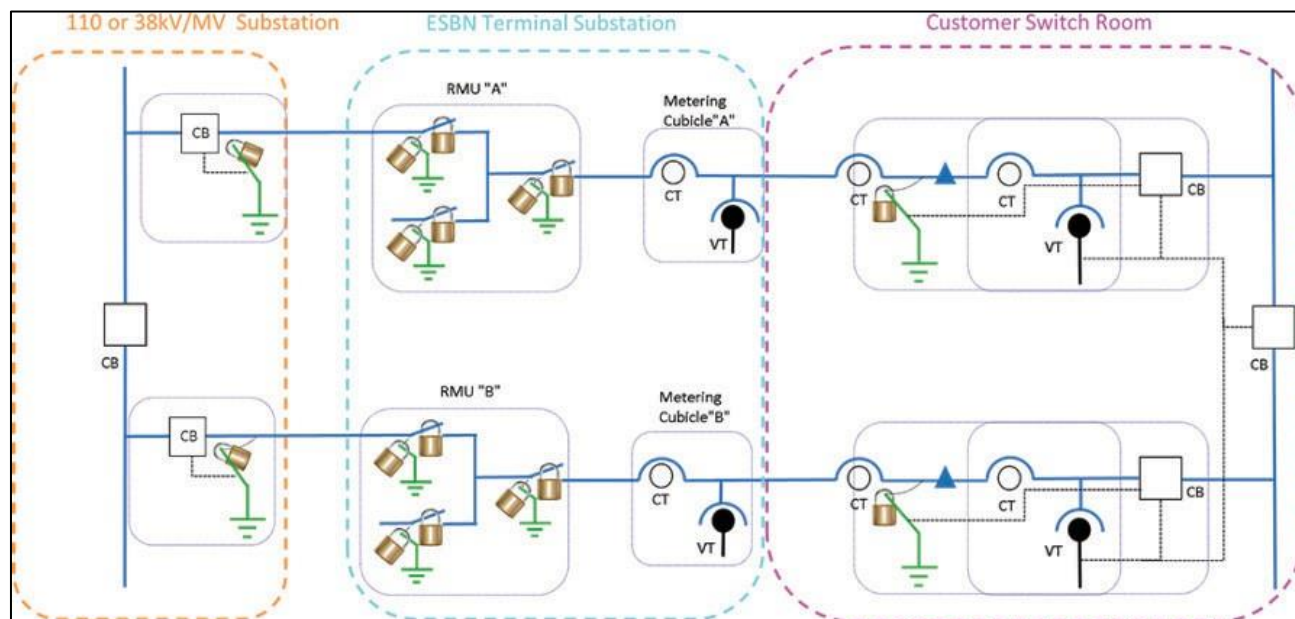 110 or 38kV/MV Substation
ESBN Terminal Substation
Customer Switch Room
RMU "A"
Metering
Cubicle"A"
CB
CT
VT
CT
CT
VT
CB
CB
CB
RMU "B"
Metering
Cubicle"B"
CB
CT
VT
CT
CT
VT
CB